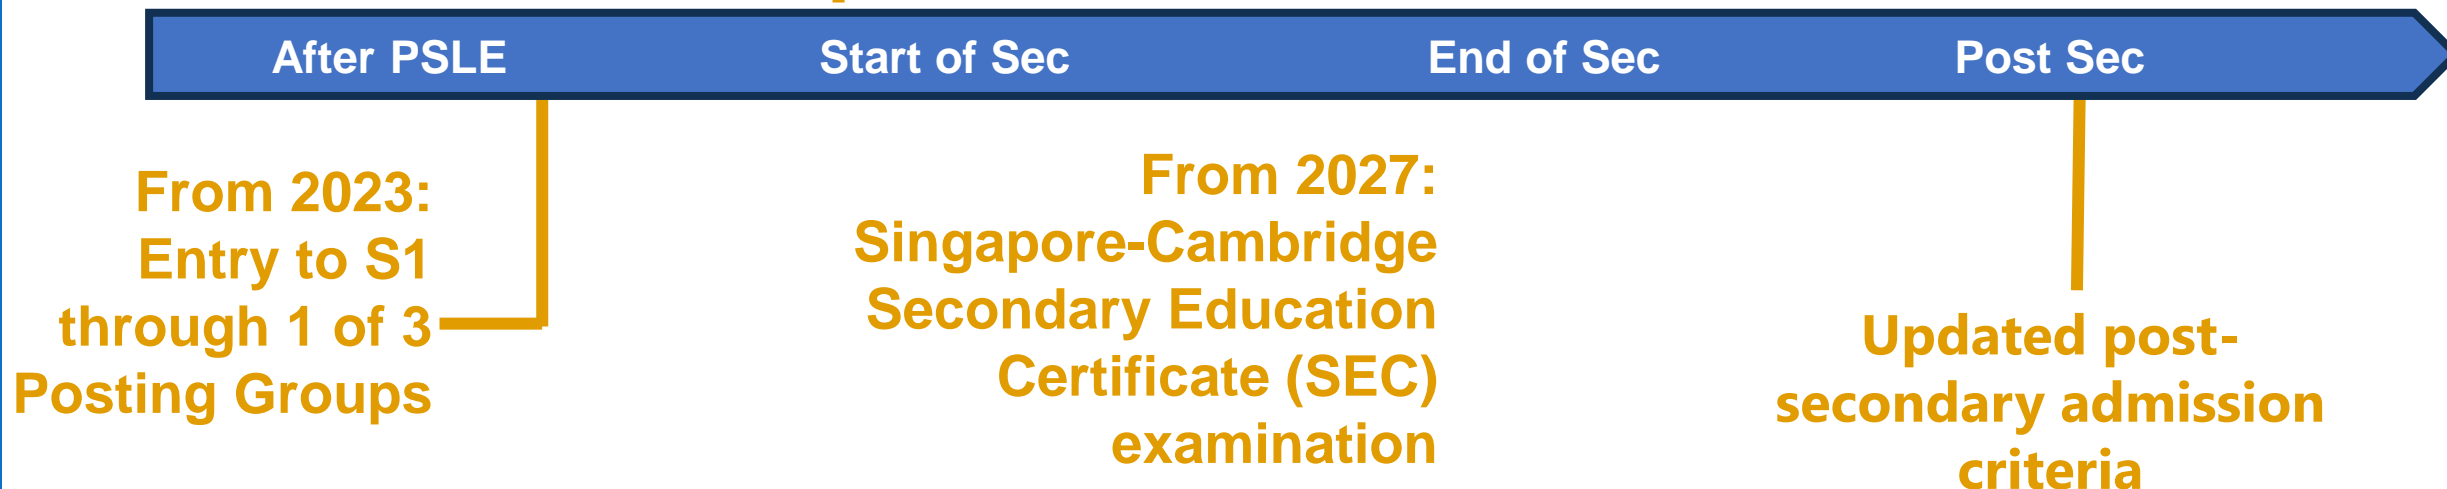 After PSLE
Start of Sec
End of Sec
Post Sec
From 2023:
Entry to S1
through 1 of 3
Posting Groups
From 2027:
Singapore-Cambridge
Secondary Education
Certificate (SEC)
examination
Updated post-
secondary admission
criteria